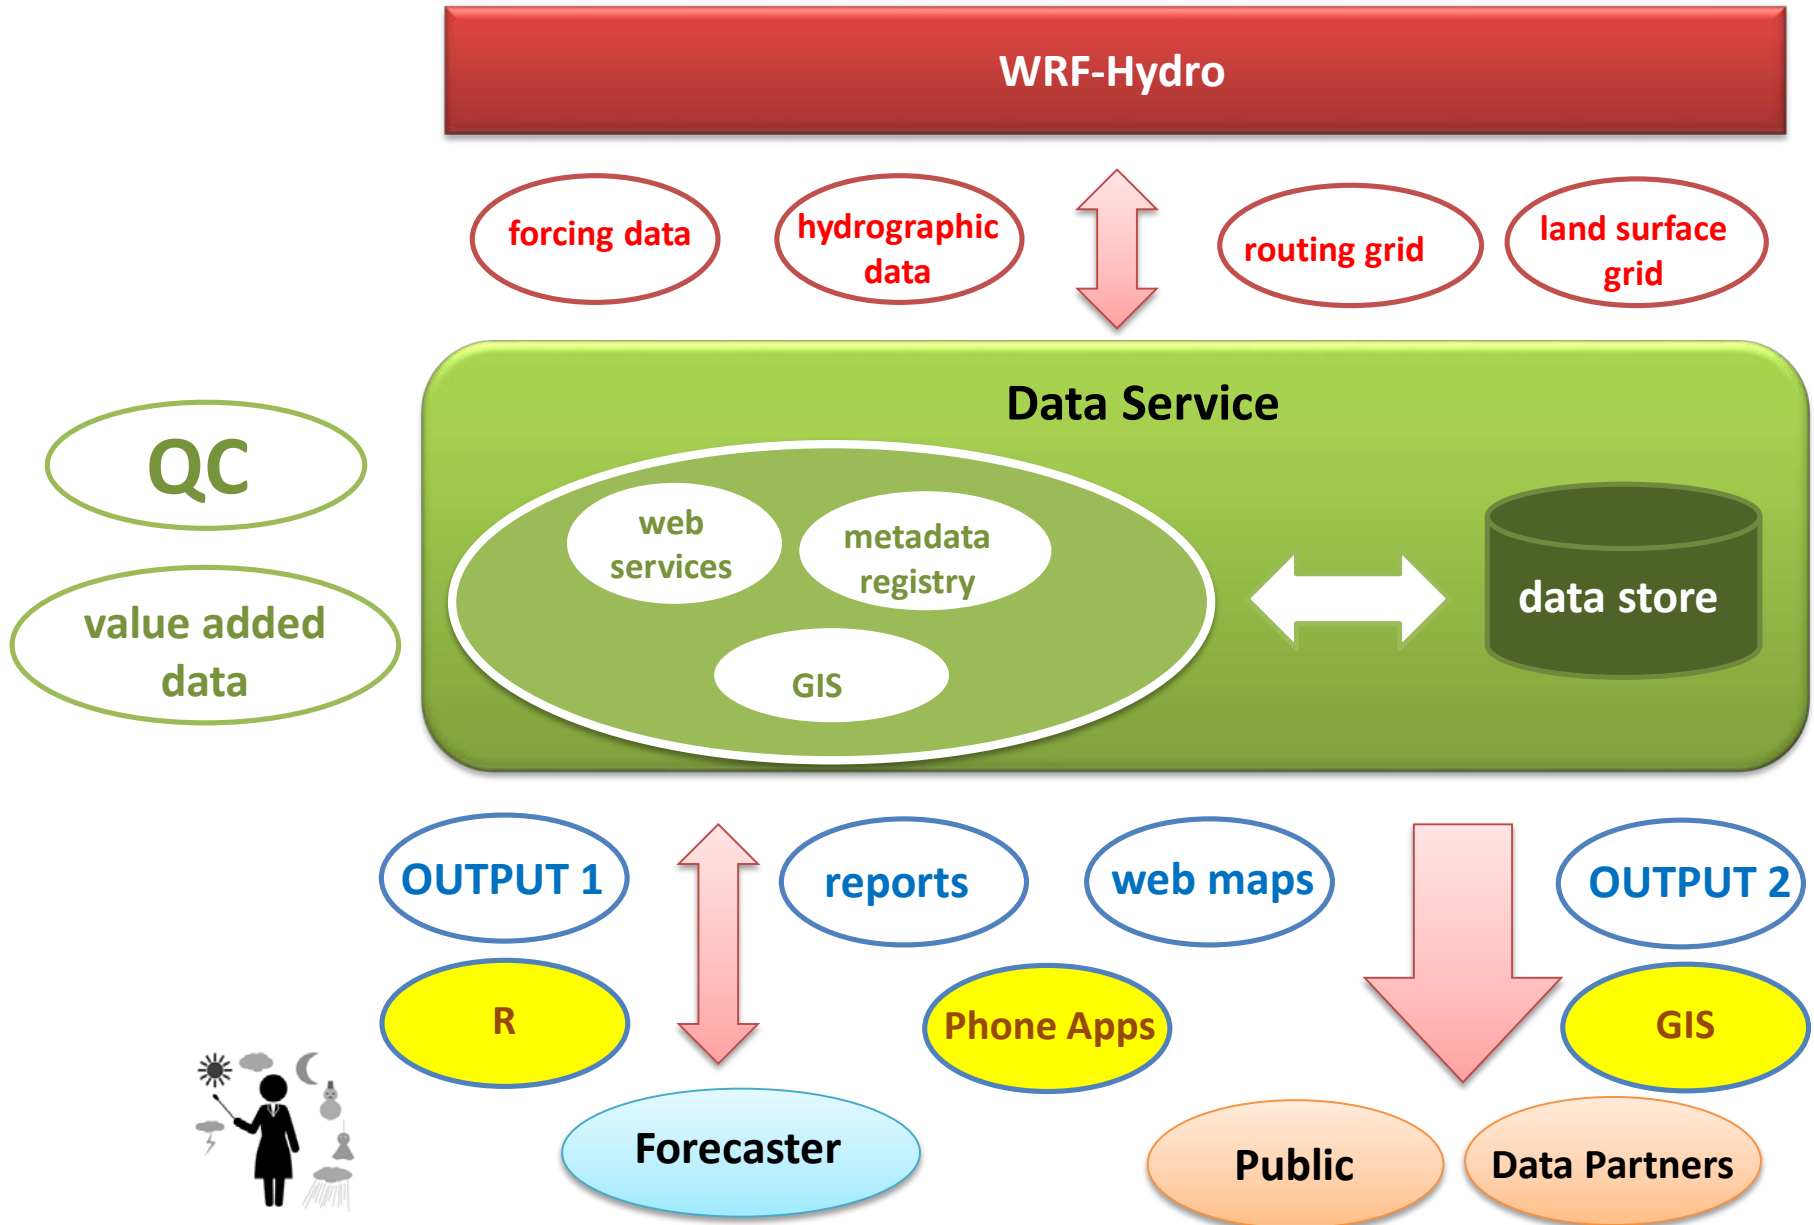 WRF-Hydro
forcing data
hydrographic
data
routing grid
land surface
grid
Data Service
QC
value added
data
web
services
metadata
registry
GIS
data store
OUTPUT 1
reports
web maps
OUTPUT 2
R
Phone Apps
GIS
Forecaster
Public
Data Partners